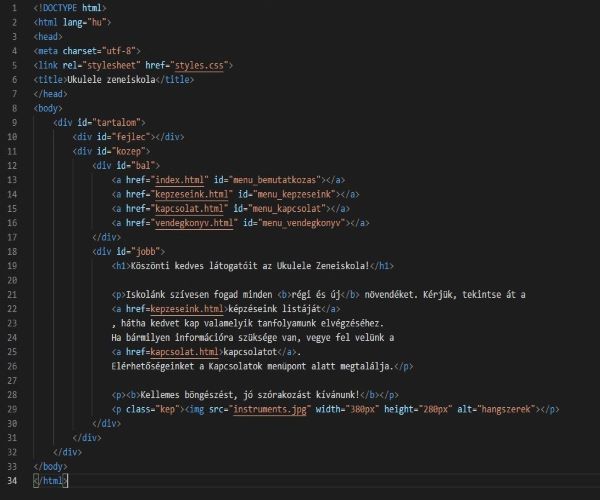 1 <!DOCTYPE html>
2 <html lang="hu">
3 <head>
4 <meta charset="utf-8">
5 <link rel="stylesheet" href="styles.css">
6 <title>Ukulele zeneiskola</title>
7 </head>
8 <body>
9 <div id="tartalom">
10 <div id="fejlec"></div>
11 <div id="kozep">
12 <div id="bal">
13 <a href="index.html" id="menu_bemutatkozas"></a>
14 <a href="kepzeseink.html" id="menu_kepzeseink"></a>
15 <a href="kapcsolat.html" id="menu_kapcsolat"></a>
16 <a href="vendegkonyv.html" id="menu_vendegkonyv"></a>
17 </div>
18 <div id="jobb">
19 <h1>Köszönti kedves látogatóit az Ukulele Zeneiskola!</h1>
20
21 <p>Iskolánk szívesen fogad minden <b>régi és új</b> növendéket. Kérjük, tekintse át a
22 <a href=kepzeseink.html>képzéseink listáját</a>
23 , hátha kedvet kap valamelyik tanfolyamunk elvégzéséhez.
24 Ha bármilyen információra szüksége van, vegye fel velünk a
25 <a href=kapcsolat.html>kapcsolatot</a>.
26 Elérhetőségeinket a Kapcsolatok menüpont alatt megtalálja.</p>
27
28 <p><b>Kellemes böngészést, jó szórakozást kívánunk!</b></p>
29 <p class="kep"><img src="instruments.jpg" width="380px" height="280px" alt="hangszerek"></p>
30 </div>
31 </div>
32 </div>
33 </body>
34 </html>